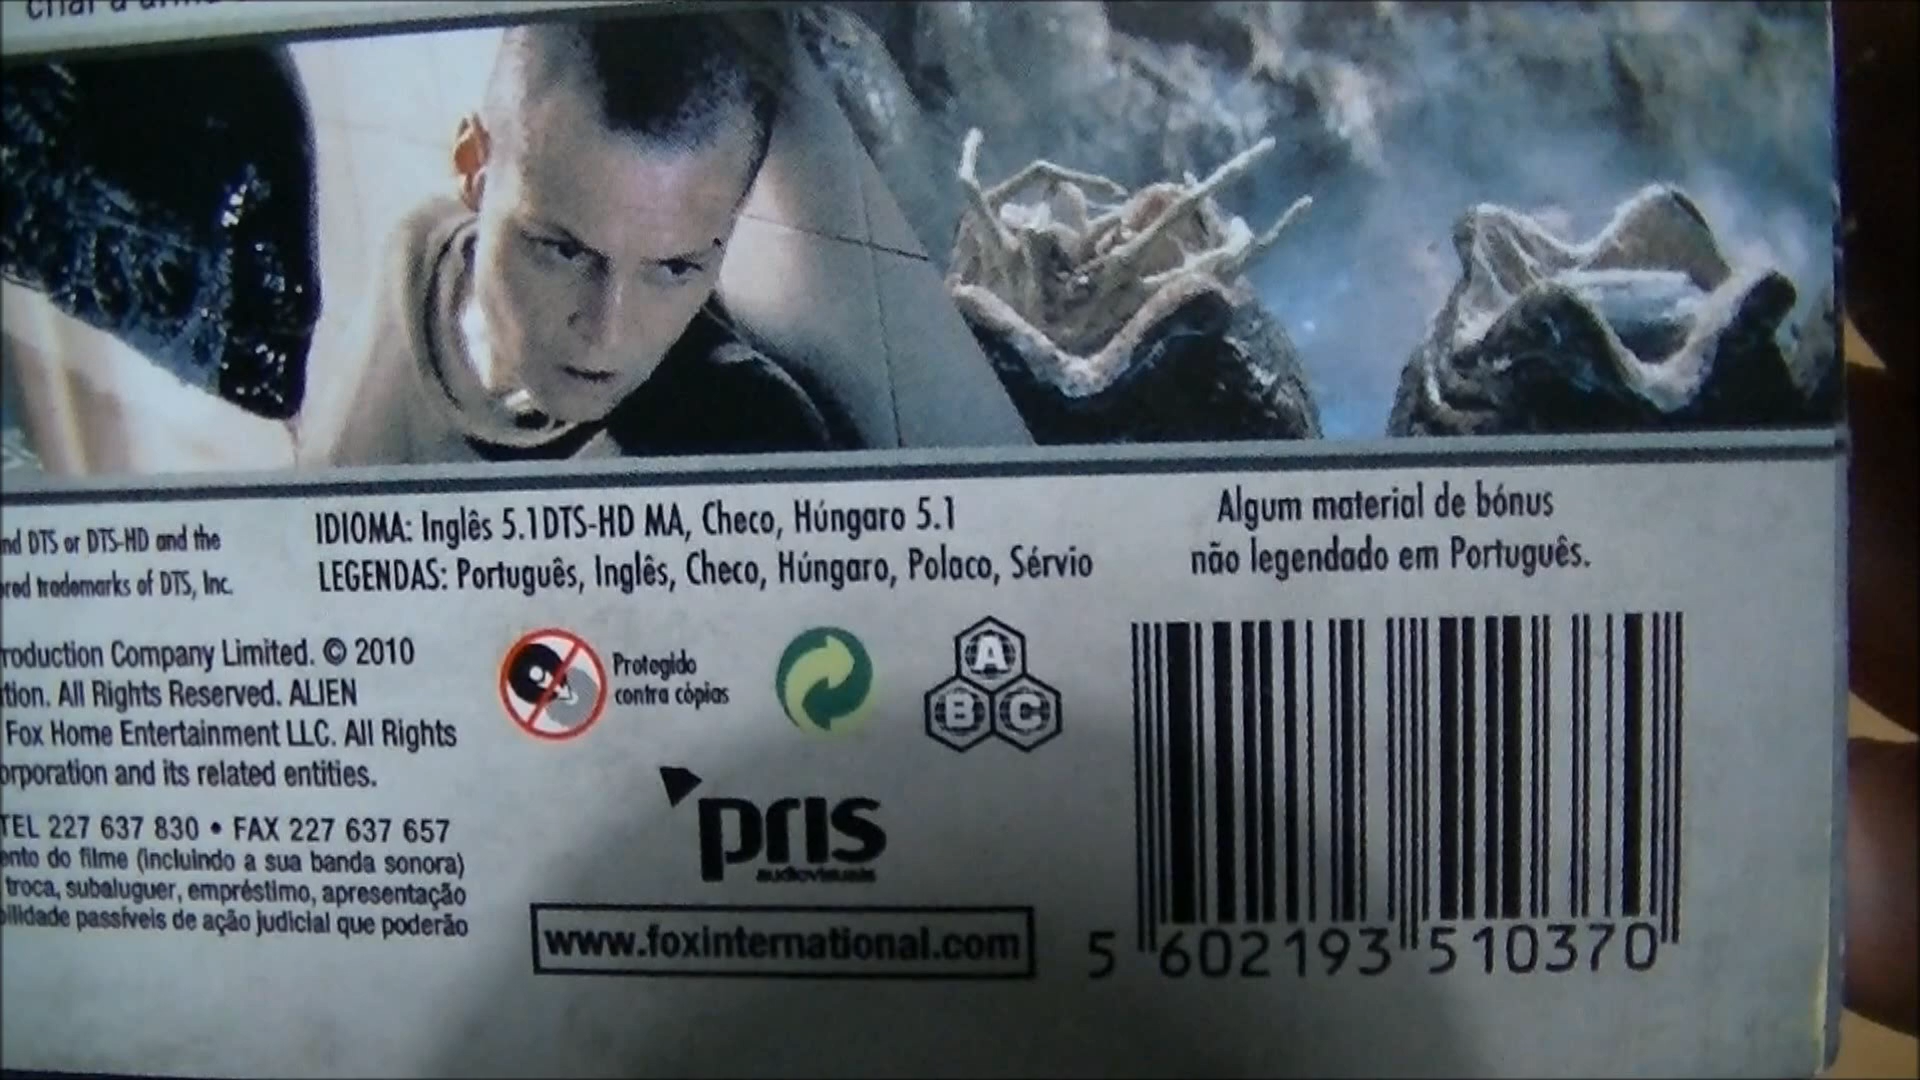 IDIOMA: Inglês 5.1DTS-HD MA, Checo, Húngaro 5.1
LEGENDAS: Português, Inglês, Checo, Húngaro, Polaco, Sérvio
Algum material de bónus
não legendado em Português.
nd DTS or DTS-HD and the
red trademarks of DTS, Inc.
roduction Company Limited. © 2010
tion. All Rights Reserved. ALIEN
Fox Home Entertainment LLC. All Rights
orporation and its related entities.
TEL 227 637 830 • FAX 227 637 657
ento do filme (incluindo a sua banda sonora)
troca, subaluguer, empréstimo, apresentação
bilidade passíveis de ação judicial que poderão
Protegido
contra cópias
A
B C
pris
audiovisuais
www.foxinternational.com
5 602193 510370